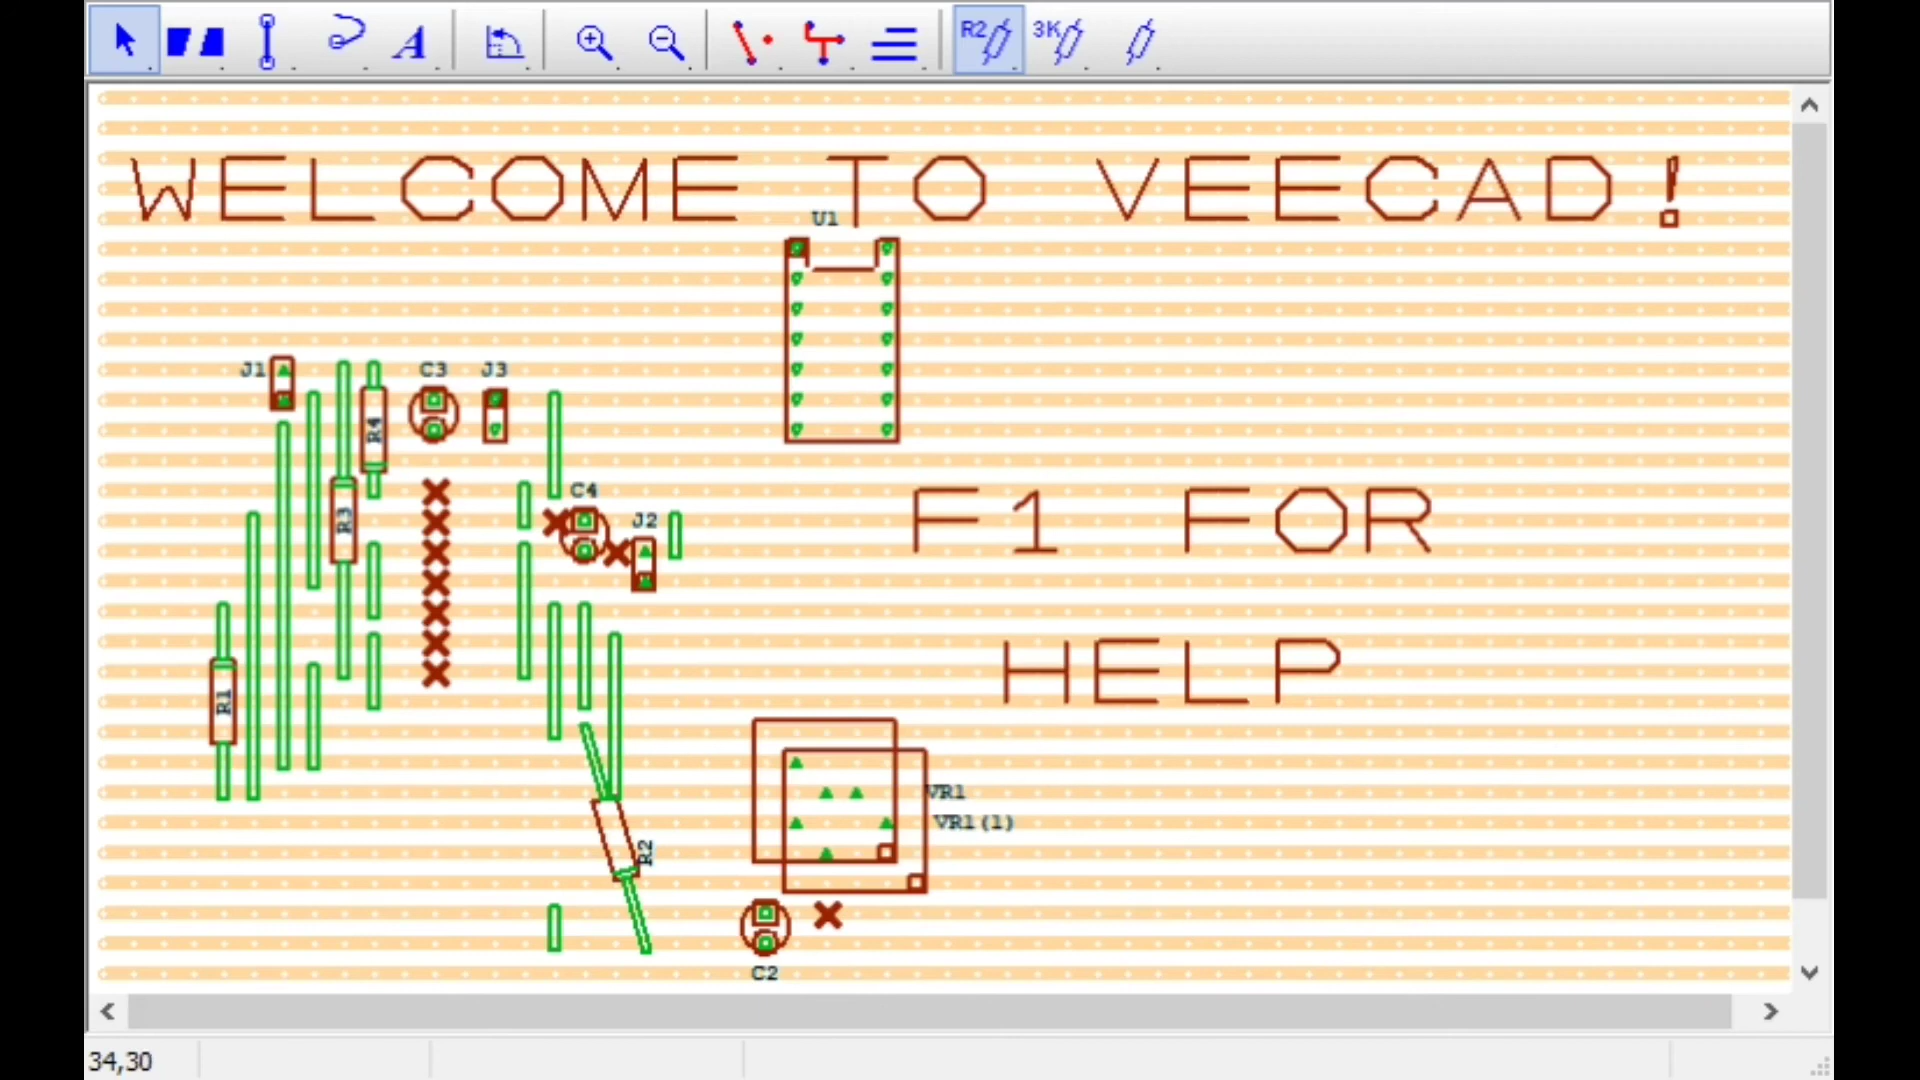 A R2 3K
WELCOME TO VEECAD!
U1
J1 C3 J3
R4
C4
R3 J2
F1 FOR
HELP
R1
VR1
VR1(1)
R2
C2
34,30